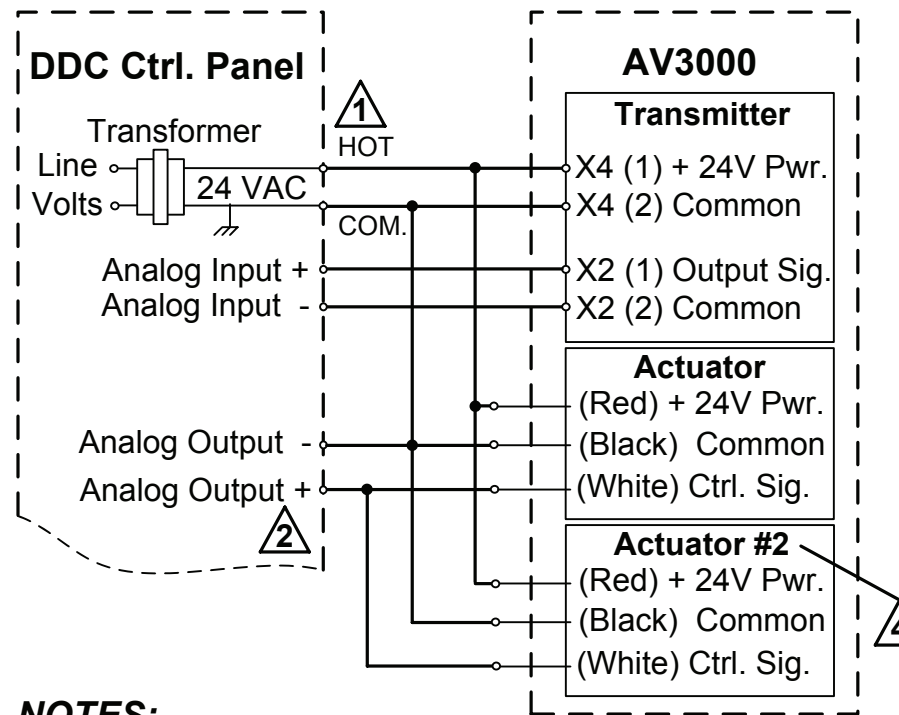 DDC Ctrl. Panel
Transformer
Line
Volts
24 VAC
1
HOT
COM.
Analog Input +
Analog Input -
Analog Output -
Analog Output +
2
AV3000
Transmitter
X4 (1) + 24V Pwr.
X4 (2) Common
X2 (1) Output Sig.
X2 (2) Common
Actuator
(Red) + 24V Pwr.
(Black) Common
(White) Ctrl. Sig.
Actuator #2
(Red) + 24V Pwr.
(Black) Common
(White) Ctrl. Sig.
4
NOTES: